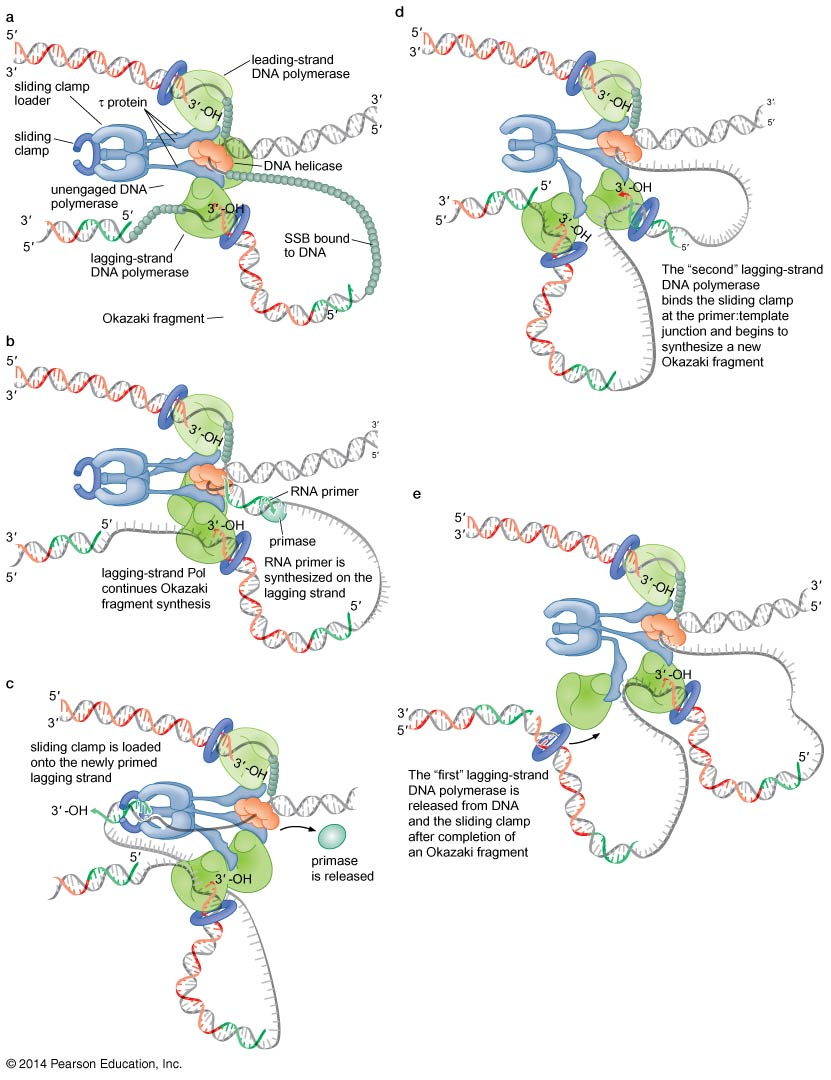 a
5′
3′
leading-strand
DNA polymerase
sliding clamp
loader
τ protein
3′-OH
3′
5′
sliding
clamp
DNA helicase
unengaged DNA
polymerase
3′
5′
5′
3′-OH
lagging-strand
DNA polymerase
SSB bound
to DNA
Okazaki fragment
5′
b
5′
3′
3′-OH
3′
5′
RNA primer
primase
3′-OH
5′
3′
5′
lagging-strand Pol
continues Okazaki
fragment synthesis
RNA primer is
synthesized on the
lagging strand
5′
c
5′
3′
sliding clamp is loaded
onto the newly primed
lagging strand
3′-OH
3′-OH
primase
is released
5′
3′-OH
d
5′
3′
3′-OH
3′
5′
5′
3′
5′
3′-OH
3′-OH
5′
The “second” lagging-strand
DNA polymerase
binds the sliding clamp
at the primer:template
junction and begins to
synthesize a new
Okazaki fragment
e
5′
3′
3′-OH
3′
5′
3′-OH
3′
5′
5′
The “first” lagging-strand
DNA polymerase is
released from DNA
and the sliding clamp
after completion of
an Okazaki fragment
© 2014 Pearson Education, Inc.